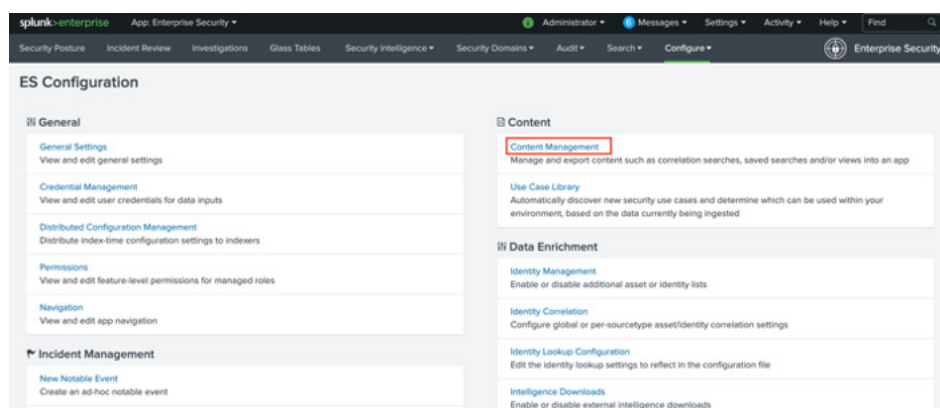 splunk>enterprise App: Enterprise Security ▾ i Administrator ▾ 6 Messages ▾ Settings ▾ Activity ▾ Help ▾ Find
Security Posture Incident Review Investigations Glass Tables Security Intelligence ▾ Security Domains ▾ Audit ▾ Search ▾ Configure ▾ Enterprise Security
ES Configuration
General
General Settings
View and edit general settings
Credential Management
View and edit user credentials for data inputs
Distributed Configuration Management
Distribute index-time configuration settings to indexers
Permissions
View and edit feature-level permissions for managed roles
Navigation
View and edit app navigation
Incident Management
New Notable Event
Create an ad-hoc notable event
Content
Content Management
Manage and export content such as correlation searches, saved searches and/or views into an app
Use Case Library
Automatically discover new security use cases and determine which can be used within your
environment, based on the data currently being ingested
Data Enrichment
Identity Management
Enable or disable additional asset or identity lists
Identity Correlation
Configure global or per-sourcetype asset/identity correlation settings
Identity Lookup Configuration
Edit the identity lookup settings to reflect in the configuration file
Intelligence Downloads
Enable or disable external intelligence downloads